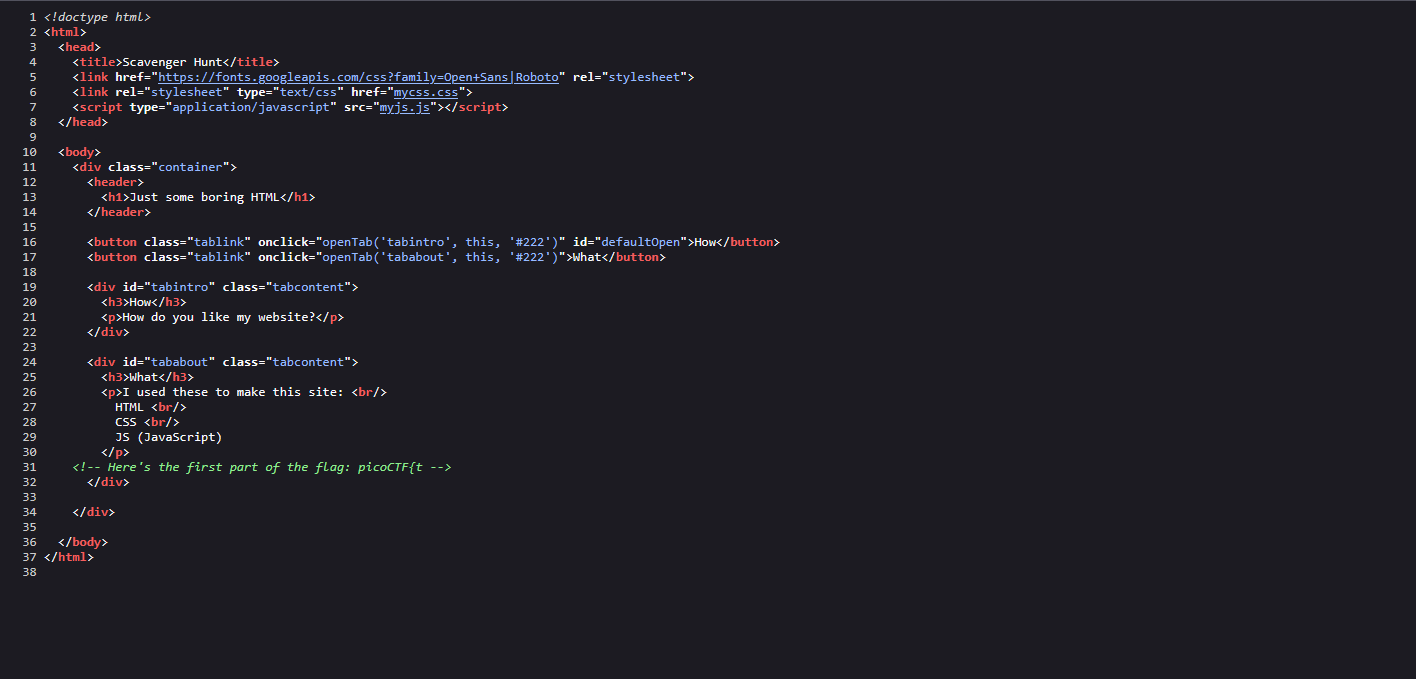 1 <!doctype html>
2 <html>
3   <head>
4     <title>Scavenger Hunt</title>
5     <link href="https://fonts.googleapis.com/css?family=Open+Sans|Roboto" rel="stylesheet">
6     <link rel="stylesheet" type="text/css" href="mycss.css">
7     <script type="application/javascript" src="myjs.js"></script>
8   </head>
9
10   <body>
11     <div class="container">
12       <header>
13         <h1>Just some boring HTML</h1>
14       </header>
15
16       <button class="tablink" onclick="openTab('tabintro', this, '#222')" id="defaultOpen">How</button>
17       <button class="tablink" onclick="openTab('tababout', this, '#222')">What</button>
18
19       <div id="tabintro" class="tabcontent">
20         <h3>How</h3>
21         <p>How do you like my website?</p>
22       </div>
23
24       <div id="tababout" class="tabcontent">
25         <h3>What</h3>
26         <p>I used these to make this site: <br/>
27           HTML <br/>
28           CSS <br/>
29           JS (JavaScript)
30         </p>
31     <!-- Here's the first part of the flag: picoCTF{t -->
32       </div>
33
34     </div>
35
36   </body>
37 </html>
38